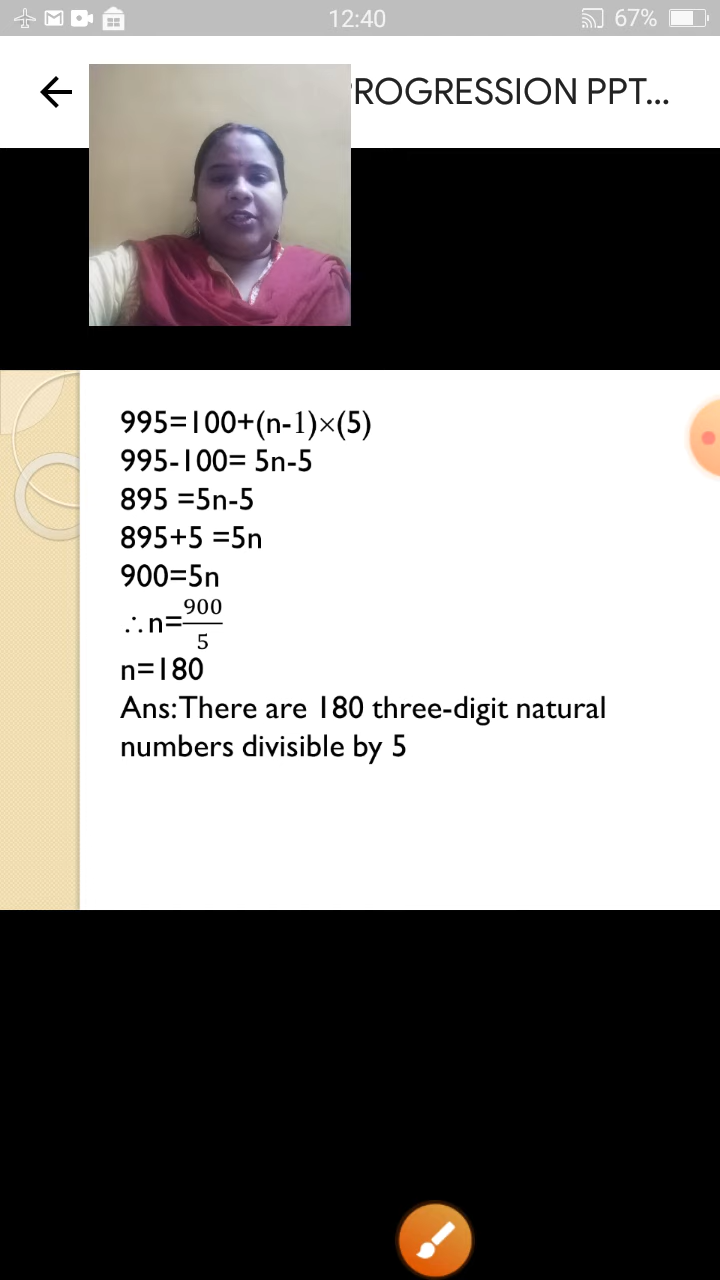 12:40
67%
ROGRESSION PPT...
995=100+(n-1)×(5)
995-100= 5n-5
895 =5n-5
895+5 =5n
900=5n
∴n=900/5
n=180
Ans:There are 180 three-digit natural
numbers divisible by 5